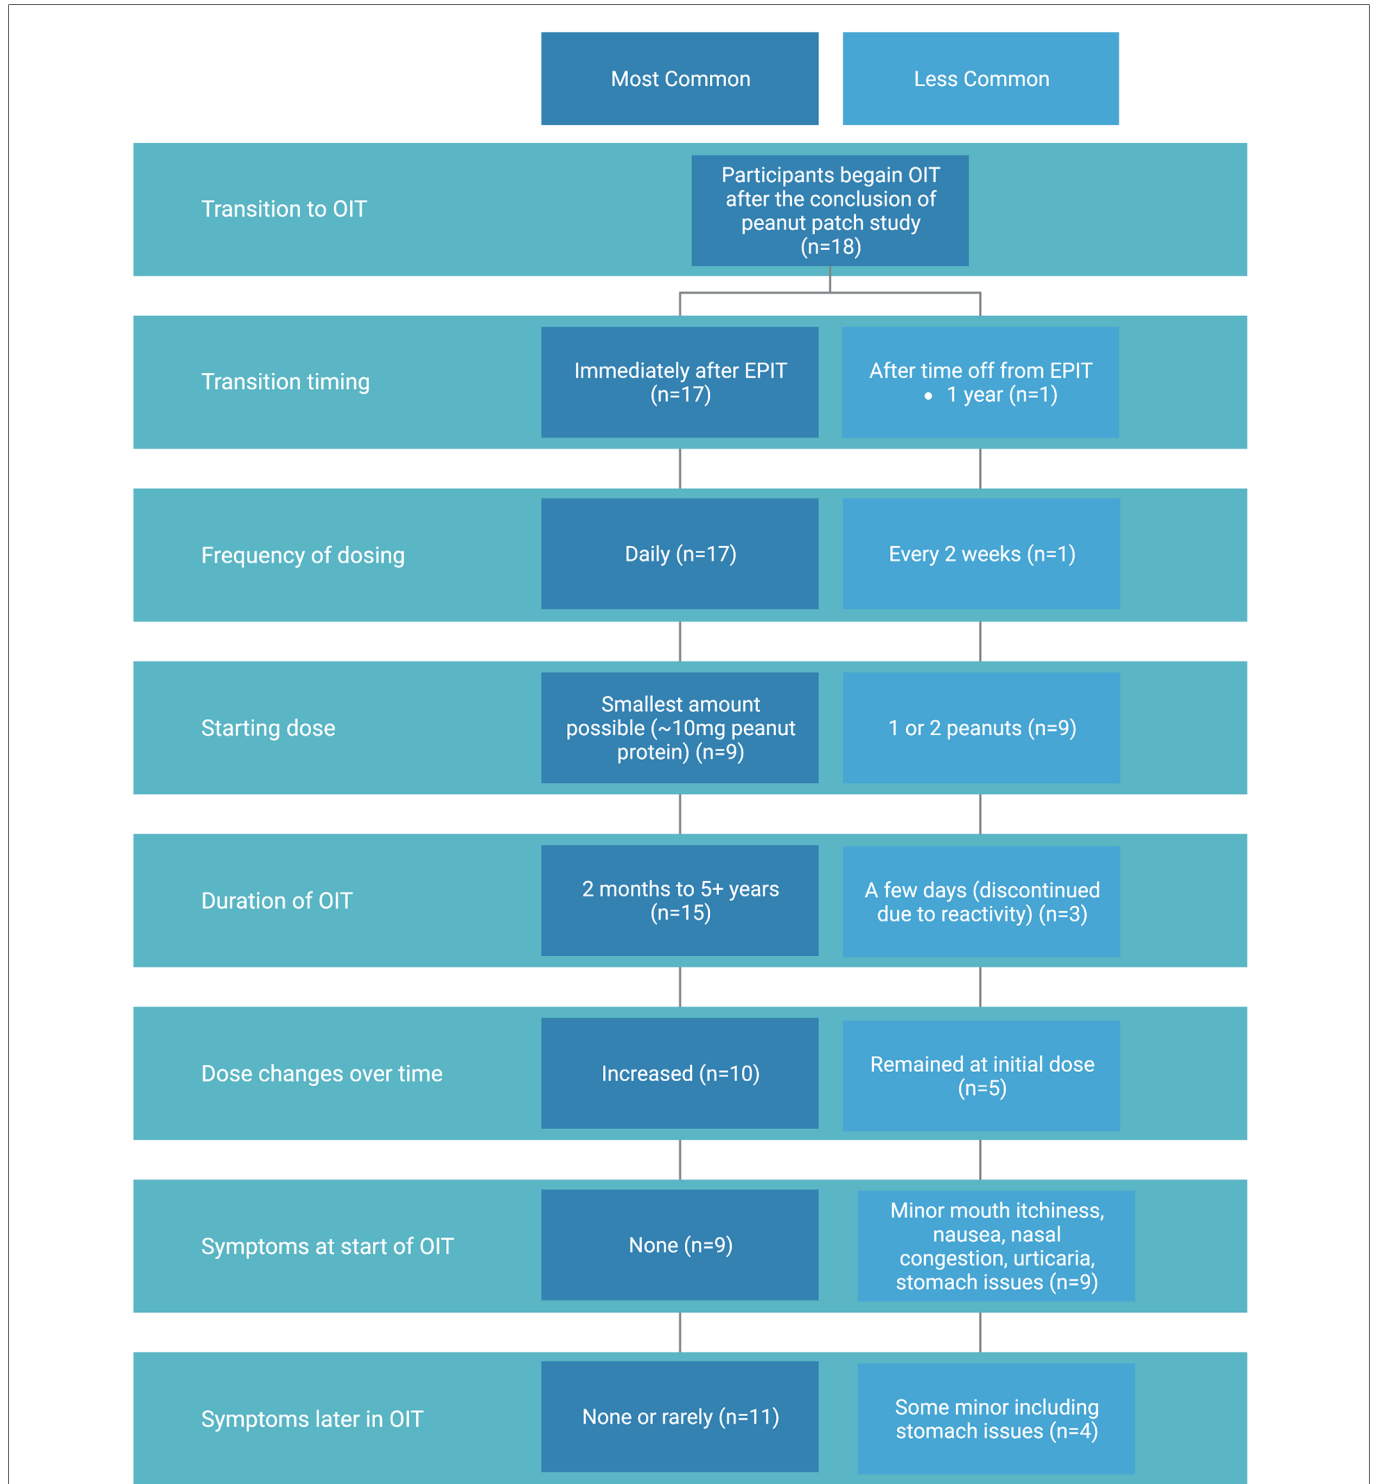 Most Common
Less Common
Transition to OIT
Participants begain OIT
after the conclusion of
peanut patch study
(n=18)
Transition timing
Immediately after EPIT
(n=17)
After time off from EPIT
• 1 year (n=1)
Frequency of dosing
Daily (n=17)
Every 2 weeks (n=1)
Starting dose
Smallest amount
possible (~10mg peanut
protein) (n=9)
1 or 2 peanuts (n=9)
Duration of OIT
2 months to 5+ years
(n=15)
A few days (discontinued
due to reactivity) (n=3)
Dose changes over time
Increased (n=10)
Remained at initial dose
(n=5)
Symptoms at start of OIT
None (n=9)
Minor mouth itchiness,
nausea, nasal
congestion, urticaria,
stomach issues (n=9)
Symptoms later in OIT
None or rarely (n=11)
Some minor including
stomach issues (n=4)